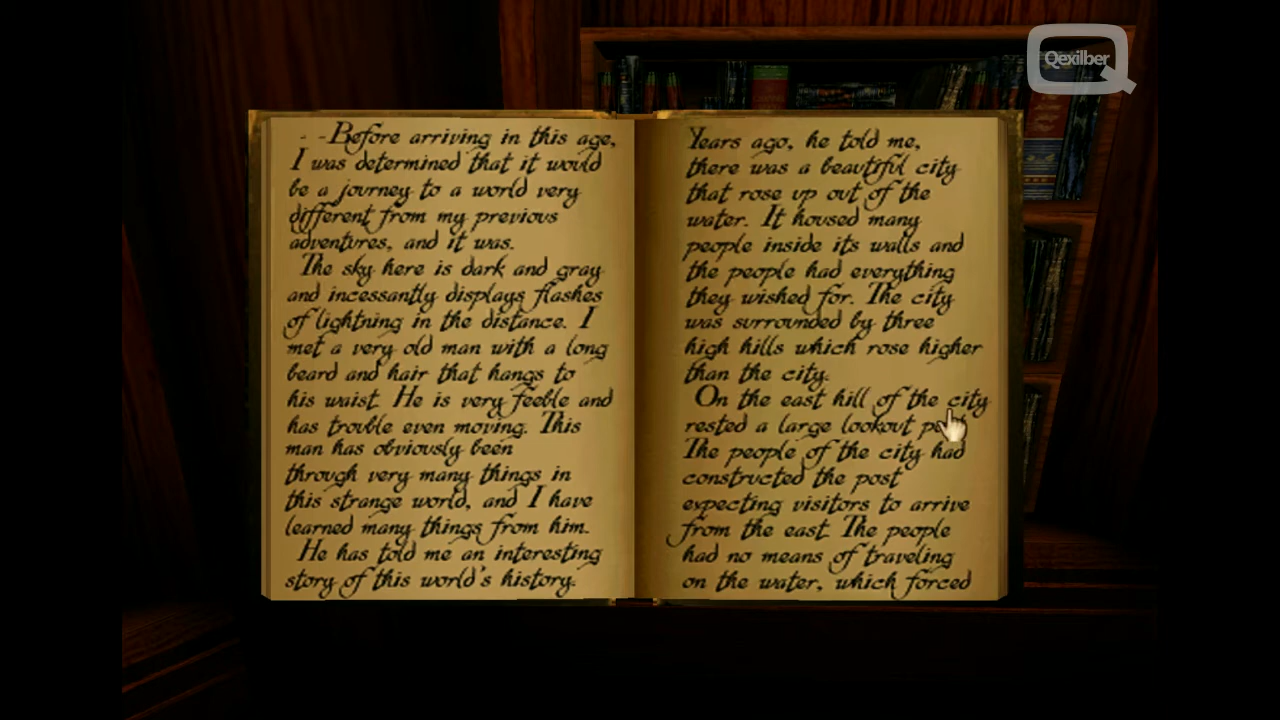 Qexilber
- -Before arriving in this age,
I was determined that it would
be a journey to a world very
different from my previous
adventures, and it was.
The sky here is dark and gray
and incessantly displays flashes
of lightning in the distance. I
met a very old man with a long
beard and hair that hangs to
his waist. He is very feeble and
has trouble even moving. This
man has obviously been
through very many things in
this strange world, and I have
learned many things from him.
He has told me an interesting
story of this world's history.
Years ago, he told me,
there was a beautiful city
that rose up out of the
water. It housed many
people inside its walls and
the people had everything
they wished for. The city
was surrounded by three
high hills which rose higher
than the city.
On the east hill of the city
rested a large lookout
The people of the city had
constructed the post
expecting visitors to arrive
from the east. The people
had no means of traveling
on the water, which forced